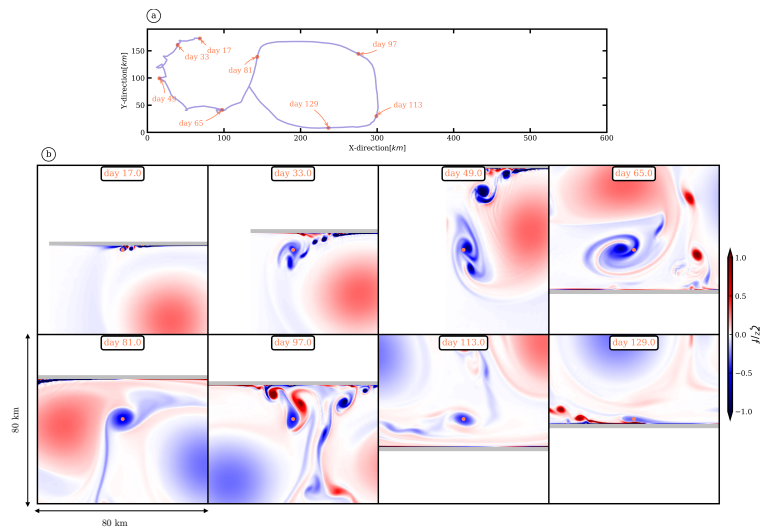 a
150
100
50
0
Y-direction[km]
day 33
day 17
day 49
day 65
day 81
day 97
day 129
day 113
0
100
200
300
400
500
600
X-direction[km]
b
day 17.0
day 33.0
day 49.0
day 65.0
day 81.0
day 97.0
day 113.0
day 129.0
80 km
80 km
1.0
0.5
0.0
−0.5
−1.0
ζz/f